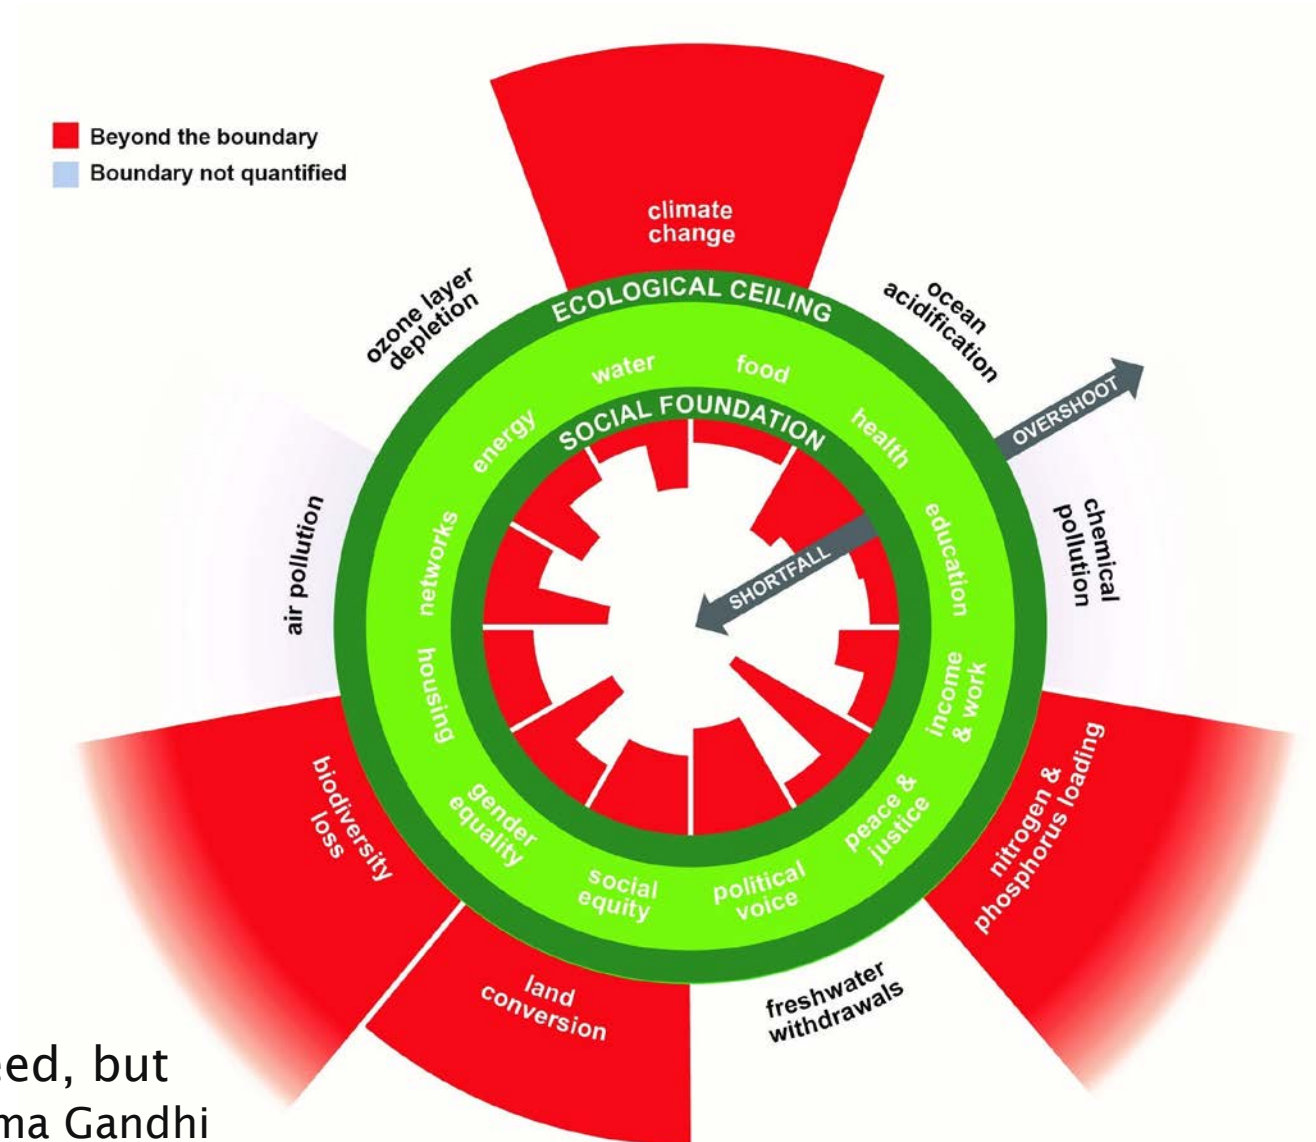 Beyond the boundary
Boundary not quantified
climate
change
ECOLOGICAL CEILING
ozone layer
depletion
ocean
acidification
OVERSHOOT
water
food
SOCIAL FOUNDATION
energy
health
networks
education
SHORTFALL
air pollution
chemical
pollution
housing
income
& work
gender
equality
peace &
justice
social
equity
political
voice
biodiversity
loss
nitrogen &
phosphorus loading
land
conversion
freshwater
withdrawals
but
Gandhi